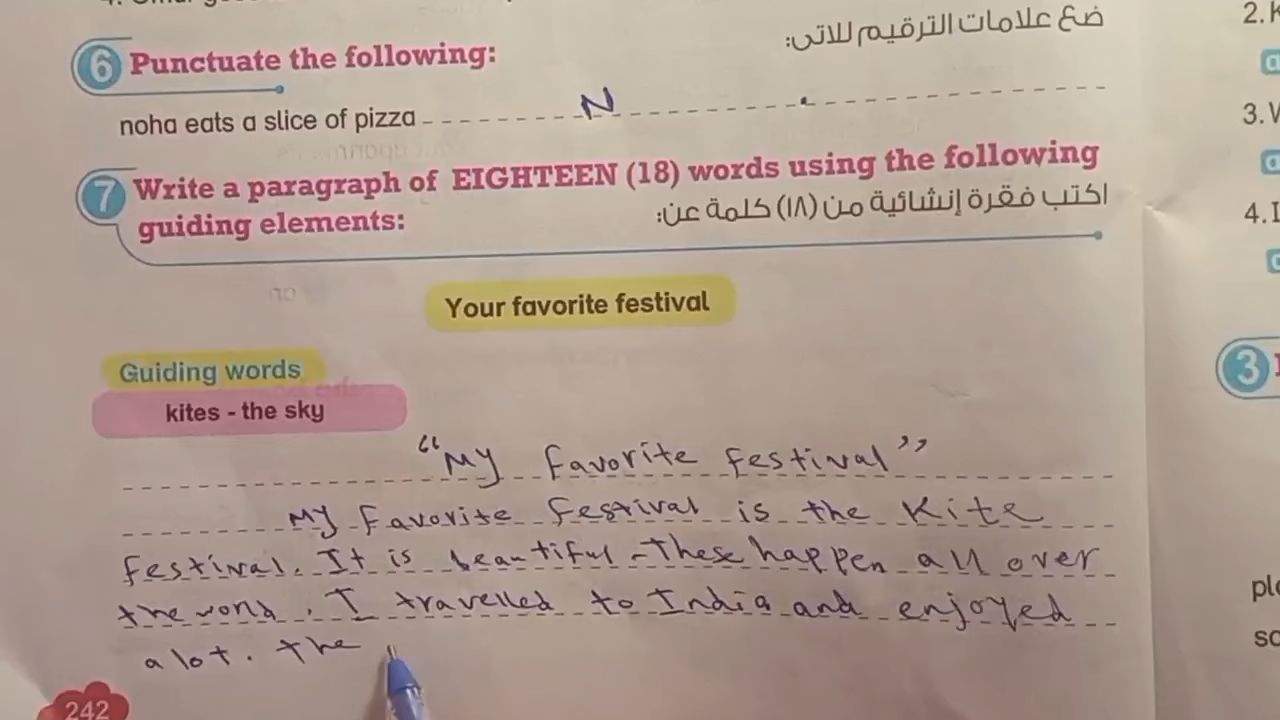 6 Punctuate the following:
ضع علامات الترقيم للاتى:
noha eats a slice of pizza N .
7 Write a paragraph of EIGHTEEN (18) words using the following
guiding elements:
اكتب فقرة إنشائية من (١٨) كلمة عن:
Your favorite festival
Guiding words
kites - the sky
"My favorite festival"
My favorite festival is the Kite
festival. It is beautiful. These happen all over
the world. I travelled to India and enjoyed
a lot. The
242
2. K
a
3. V
a
4. I
3